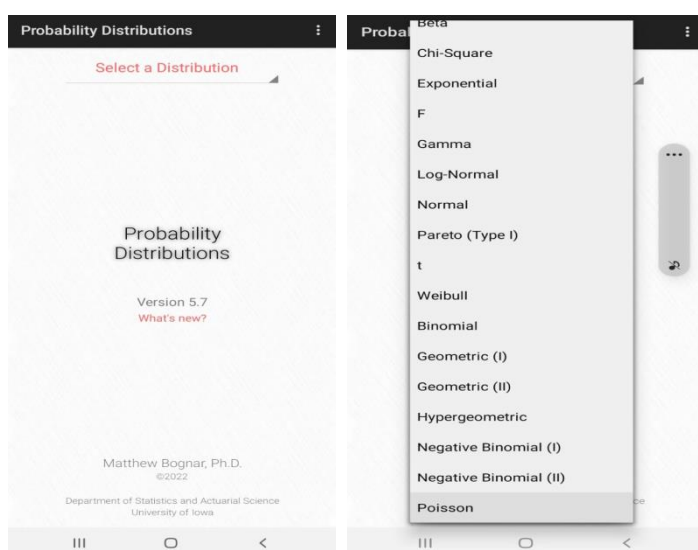 Probability Distributions
Select a Distribution
Probability
Distributions
Version 5.7
What's new?
Matthew Bognar, Ph.D.
©2022
Department of Statistics and Actuarial Science
University of Iowa
Probal
Beta
Chi-Square
Exponential
F
Gamma
Log-Normal
Normal
Pareto (Type I)
t
Weibull
Binomial
Geometric (I)
Geometric (II)
Hypergeometric
Negative Binomial (I)
Negative Binomial (II)
Poisson
ce